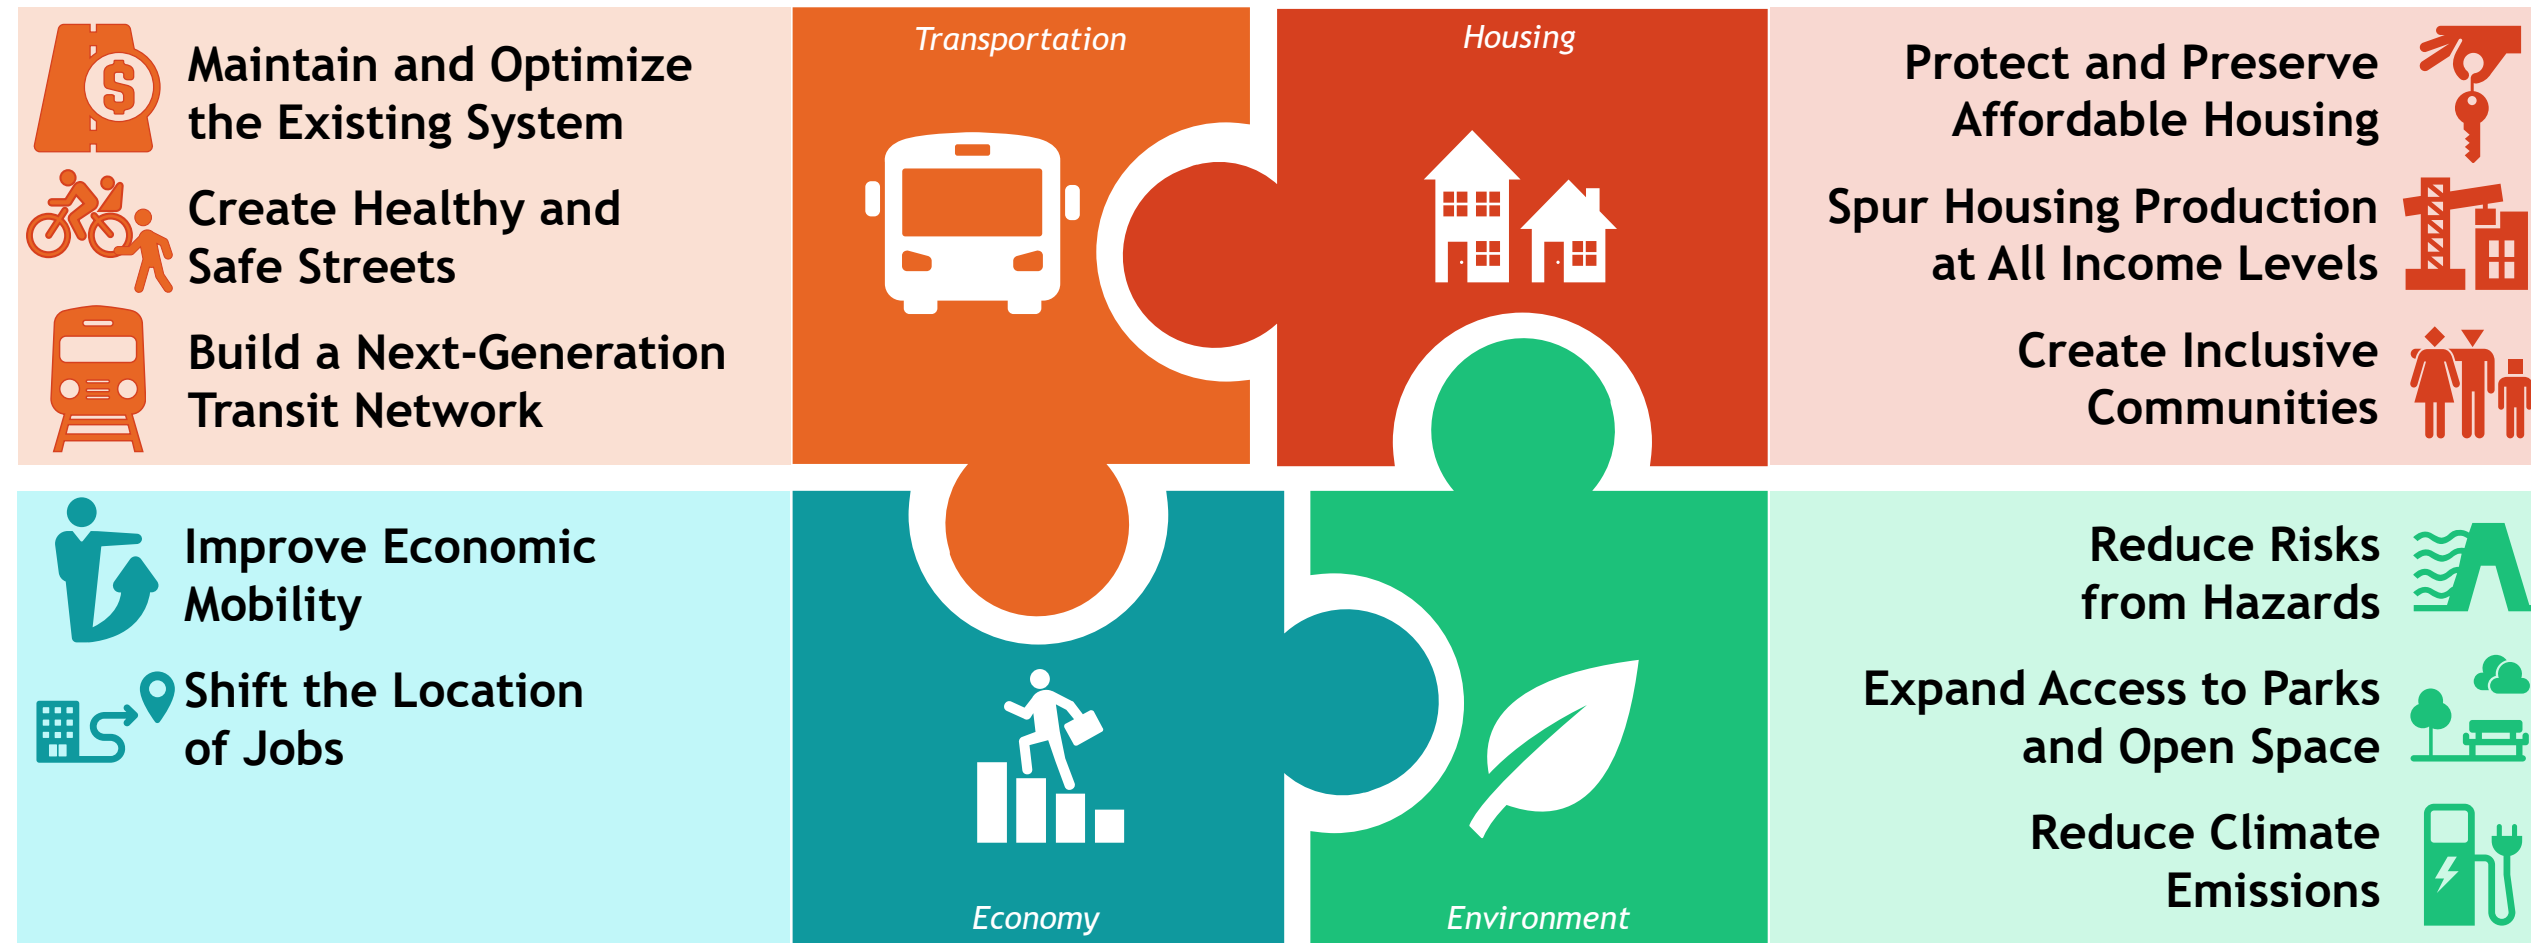 Transportation
Maintain and Optimize
the Existing System
Create Healthy and
Safe Streets
Build a Next-Generation
Transit Network
Housing
Protect and Preserve
Affordable Housing
Spur Housing Production
at All Income Levels
Create Inclusive
Communities
Improve Economic
Mobility
Shift the Location
of Jobs
Economy
Reduce Risks
from Hazards
Expand Access to Parks
and Open Space
Reduce Climate
Emissions
Environment
$